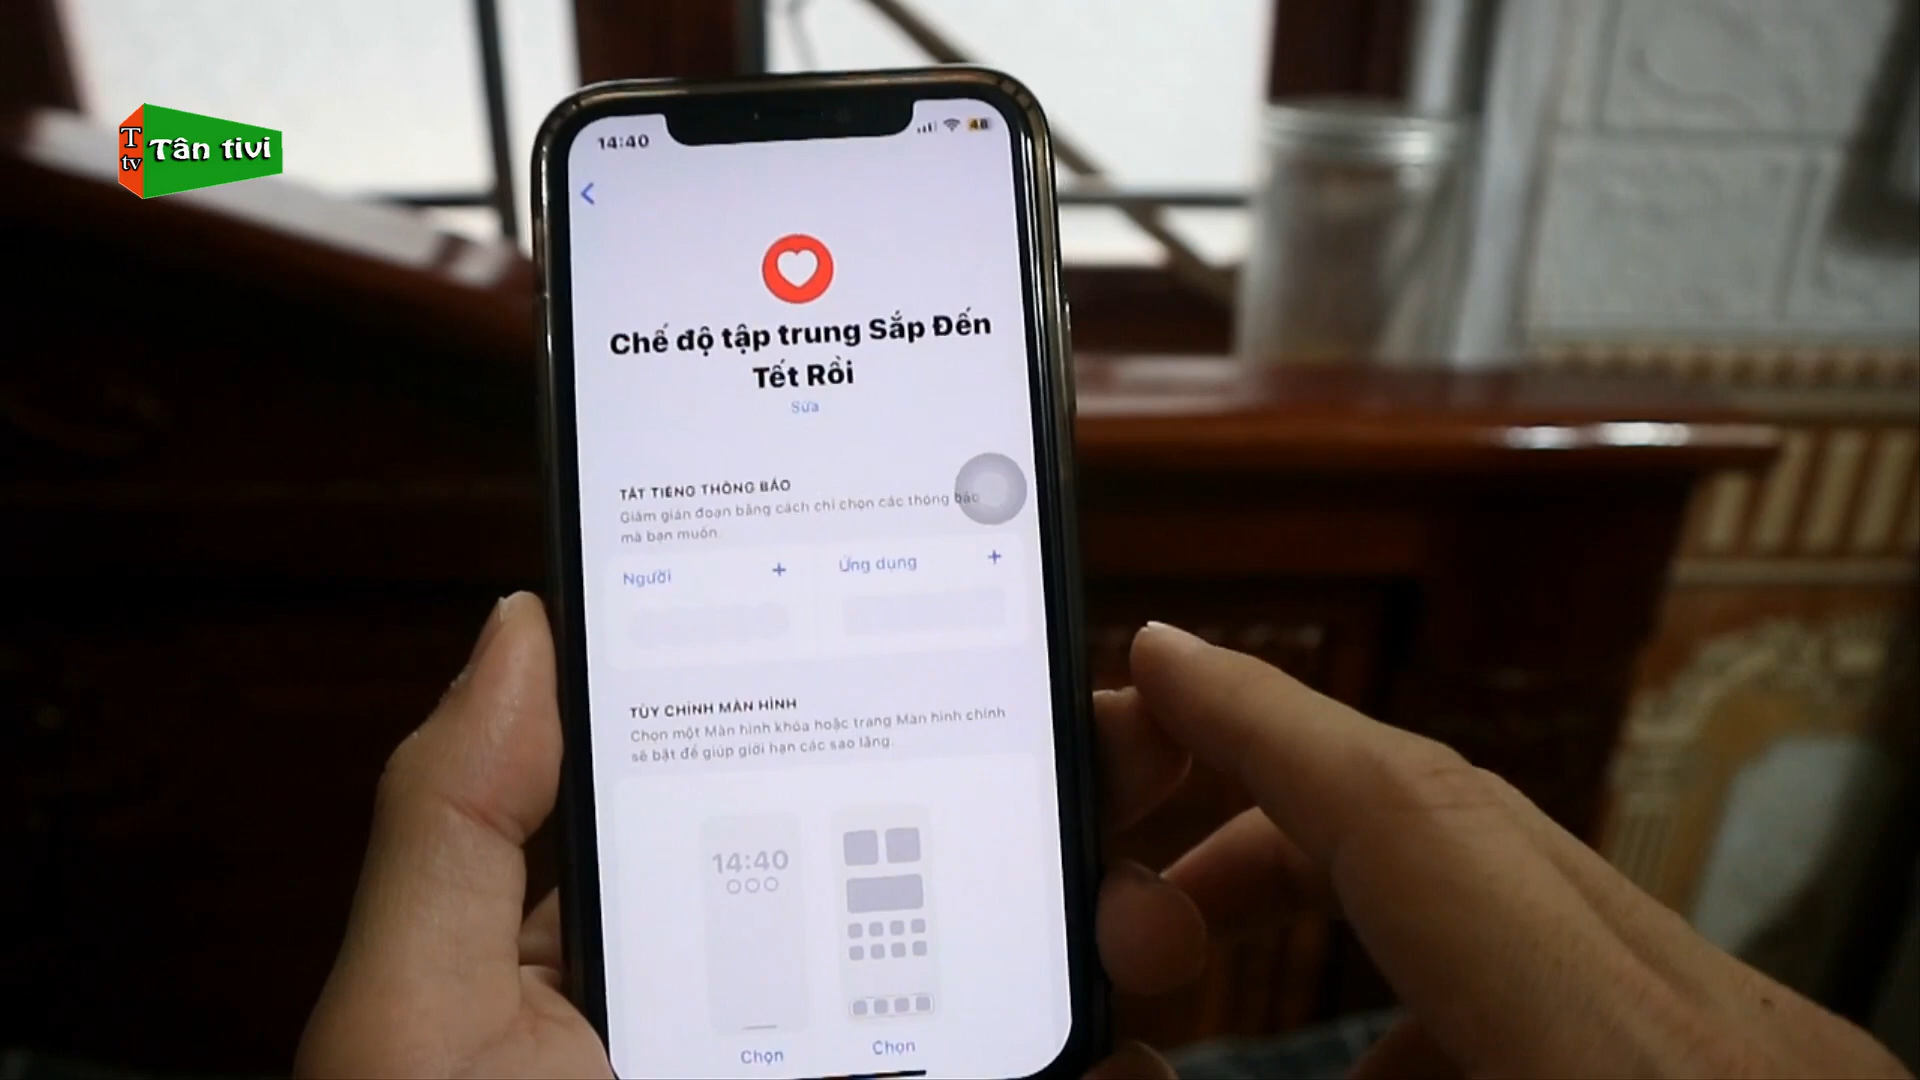 T
tv
Tân tivi
14:40
48
Chế độ tập trung Sắp Đến
Tết Rồi
Sửa
TẮT TIẾNG THÔNG BÁO
Giảm gián đoạn bằng cách chỉ chọn các thông báo
mà bạn muốn.
Người +
Ứng dụng +
TÙY CHỈNH MÀN HÌNH
Chọn một Màn hình khóa hoặc trang Màn hình chính
sẽ bật để giúp giới hạn các sao lãng.
14:40
Chọn
Chọn